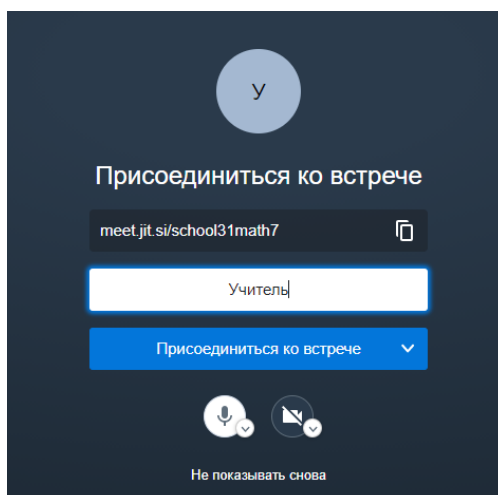 У
Присоединиться ко встрече
meet.jit.si/school31math7
Учитель
Присоединиться ко встрече
Не показывать снова